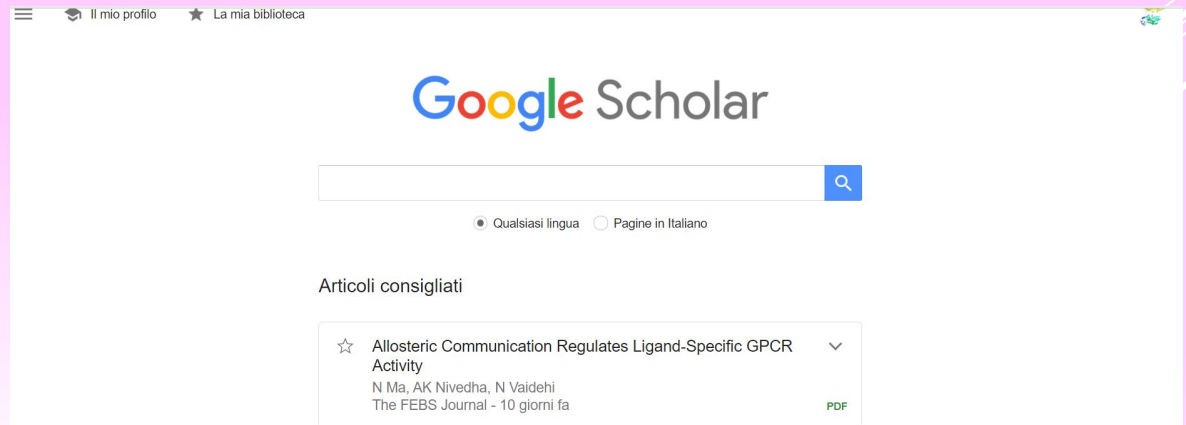 Il mio profilo La mia biblioteca
Google Scholar
Qualsiasi lingua Pagine in Italiano
Articoli consigliati
Allosteric Communication Regulates Ligand-Specific GPCR
Activity
N Ma, AK Nivedha, N Vaidehi
The FEBS Journal - 10 giorni fa
PDF